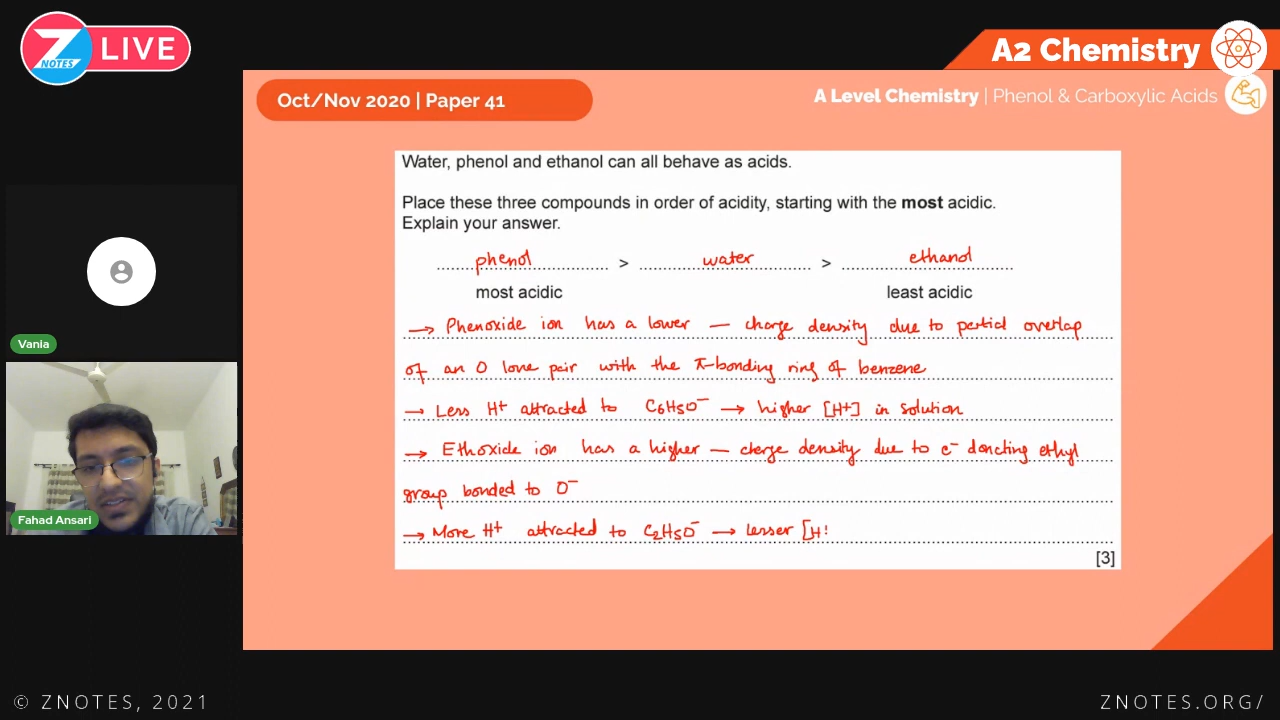 Z NOTES LIVE
A2 Chemistry
Oct/Nov 2020 | Paper 41
A Level Chemistry | Phenol & Carboxylic Acids
Water, phenol and ethanol can all behave as acids.
Place these three compounds in order of acidity, starting with the most acidic.
Explain your answer.
phenol > water > ethanol
most acidic least acidic
→ Phenoxide ion has a lower – charge density due to partial overlap
of an O lone pair with the π-bonding ring of benzene
→ Less H⁺ attracted to C₆H₅O⁻ → higher [H⁺] in solution
→ Ethoxide ion has a higher – charge density due to e⁻ donating ethyl
group bonded to O⁻
→ More H⁺ attracted to C₂H₅O⁻ → lesser [H
[3]
Vania
Fahad Ansari
© ZNOTES, 2021
ZNOTES.ORG/